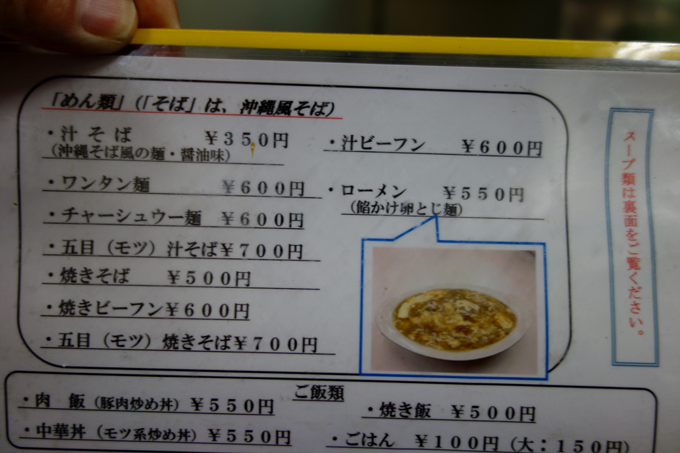 「めん類」（「そば」は、沖縄風そば）
・汁そば ￥350円
（沖縄そば風の麺・醤油味）
・ワンタン麺 ￥600円
・チャーシュウー麺 ￥600円
・五目（モツ）汁そば￥700円
・焼きそば ￥500円
・焼きビーフン￥600円
・五目（モツ）焼きそば￥700円
・汁ビーフン ￥600円
・ローメン ￥550円
（餡かけ卵とじ麺）
スープ類は裏面をご覧ください。
ご飯類
・肉 飯（豚肉炒め丼）￥550円
・焼き飯 ￥500円
・中華丼（モツ系炒め丼）￥550円
・ごはん ￥100円（大：150円）